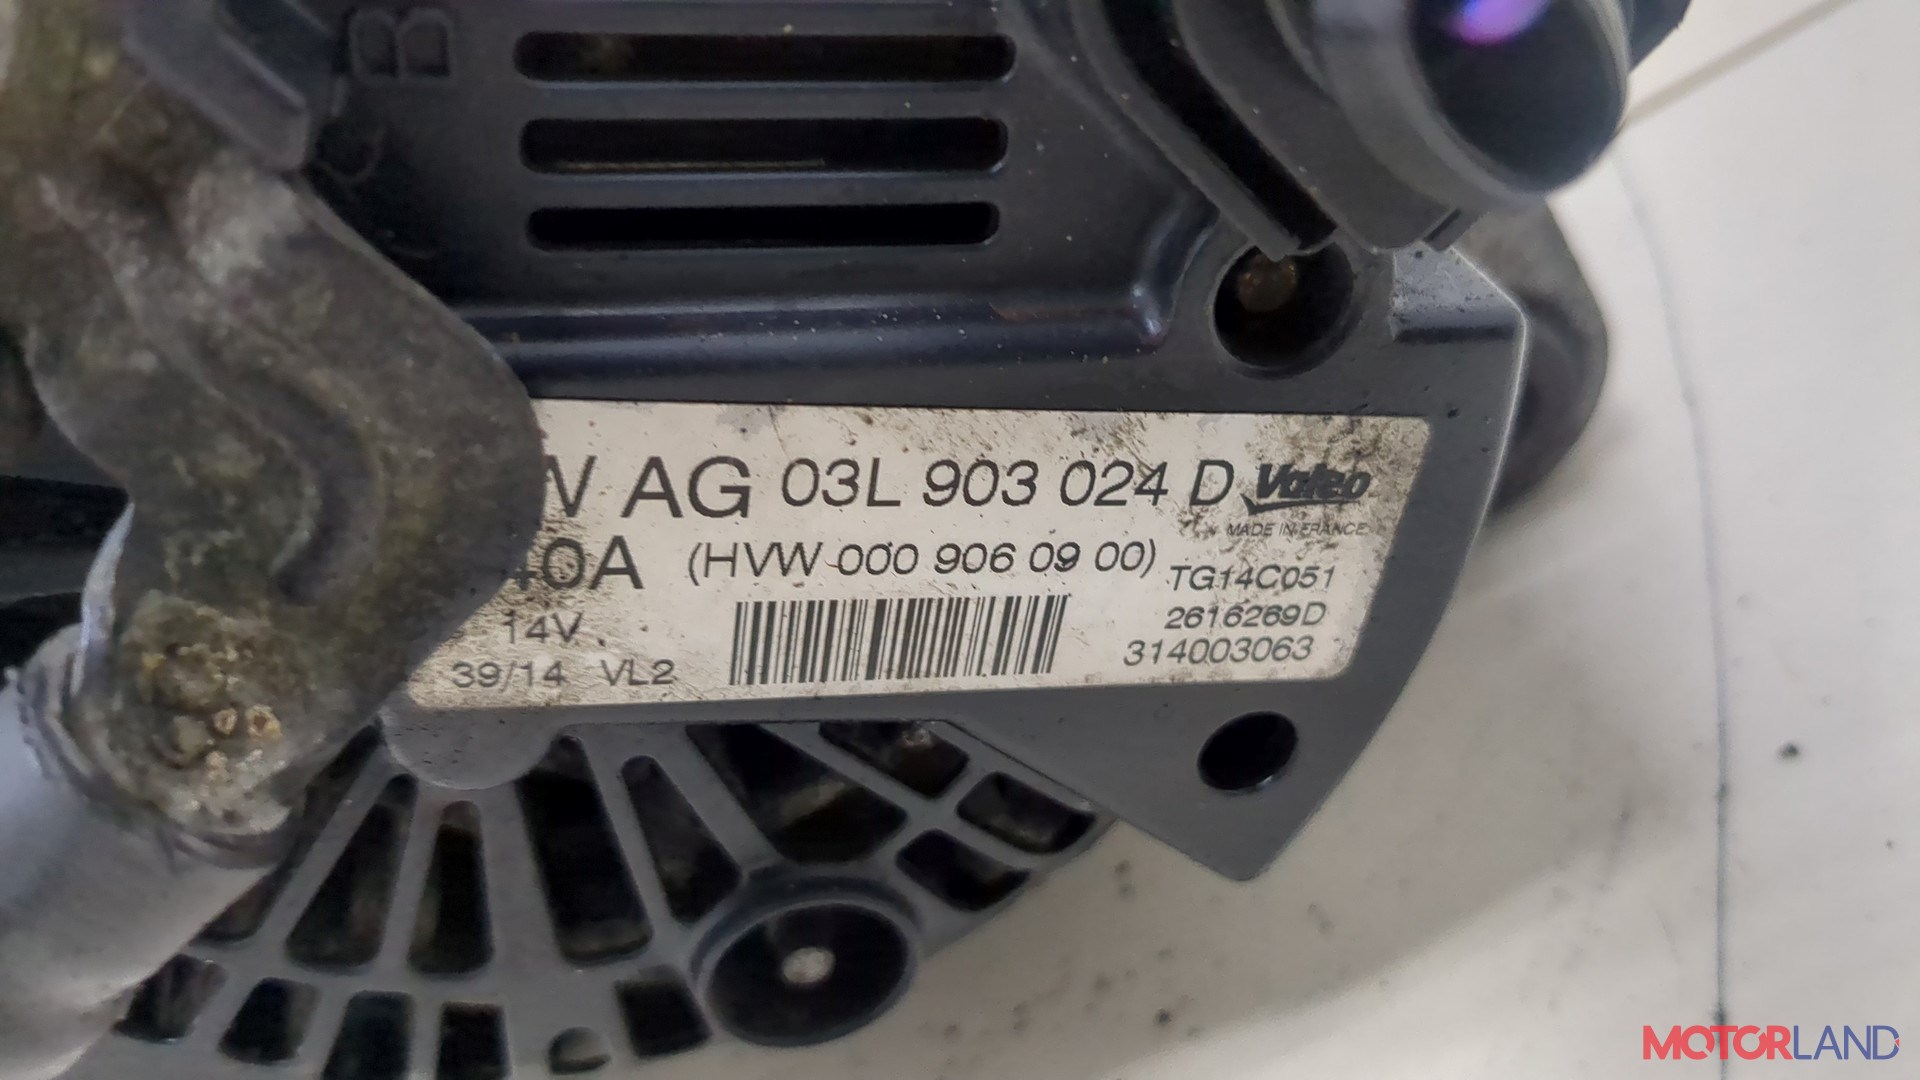 B
W AG 03L 903 024 D Valeo
MADE IN FRANCE
40A (HVW 000 906 09 00) TG14C051
14V 2616269D
39/14 VL2 314003063
MOTORLAND